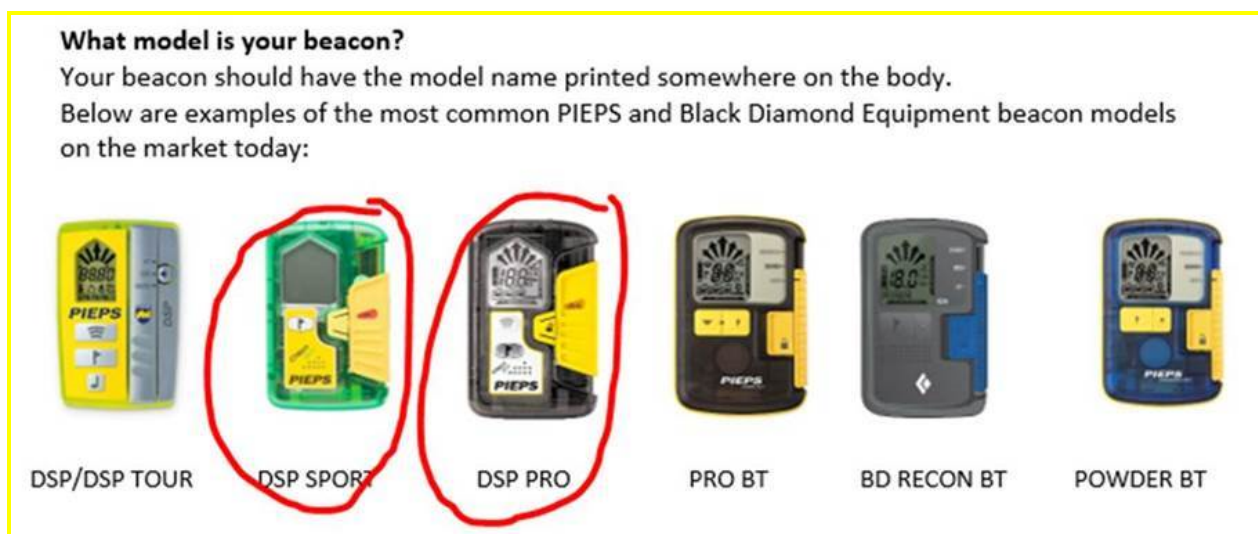 What model is your beacon?
Your beacon should have the model name printed somewhere on the body.
Below are examples of the most common PIEPS and Black Diamond Equipment beacon models
on the market today:
PIEPS
DSP
PIEPS
PIEPS
PIEPS
PIEPS
DSP/DSP TOUR
DSP SPORT
DSP PRO
PRO BT
BD RECON BT
POWDER BT